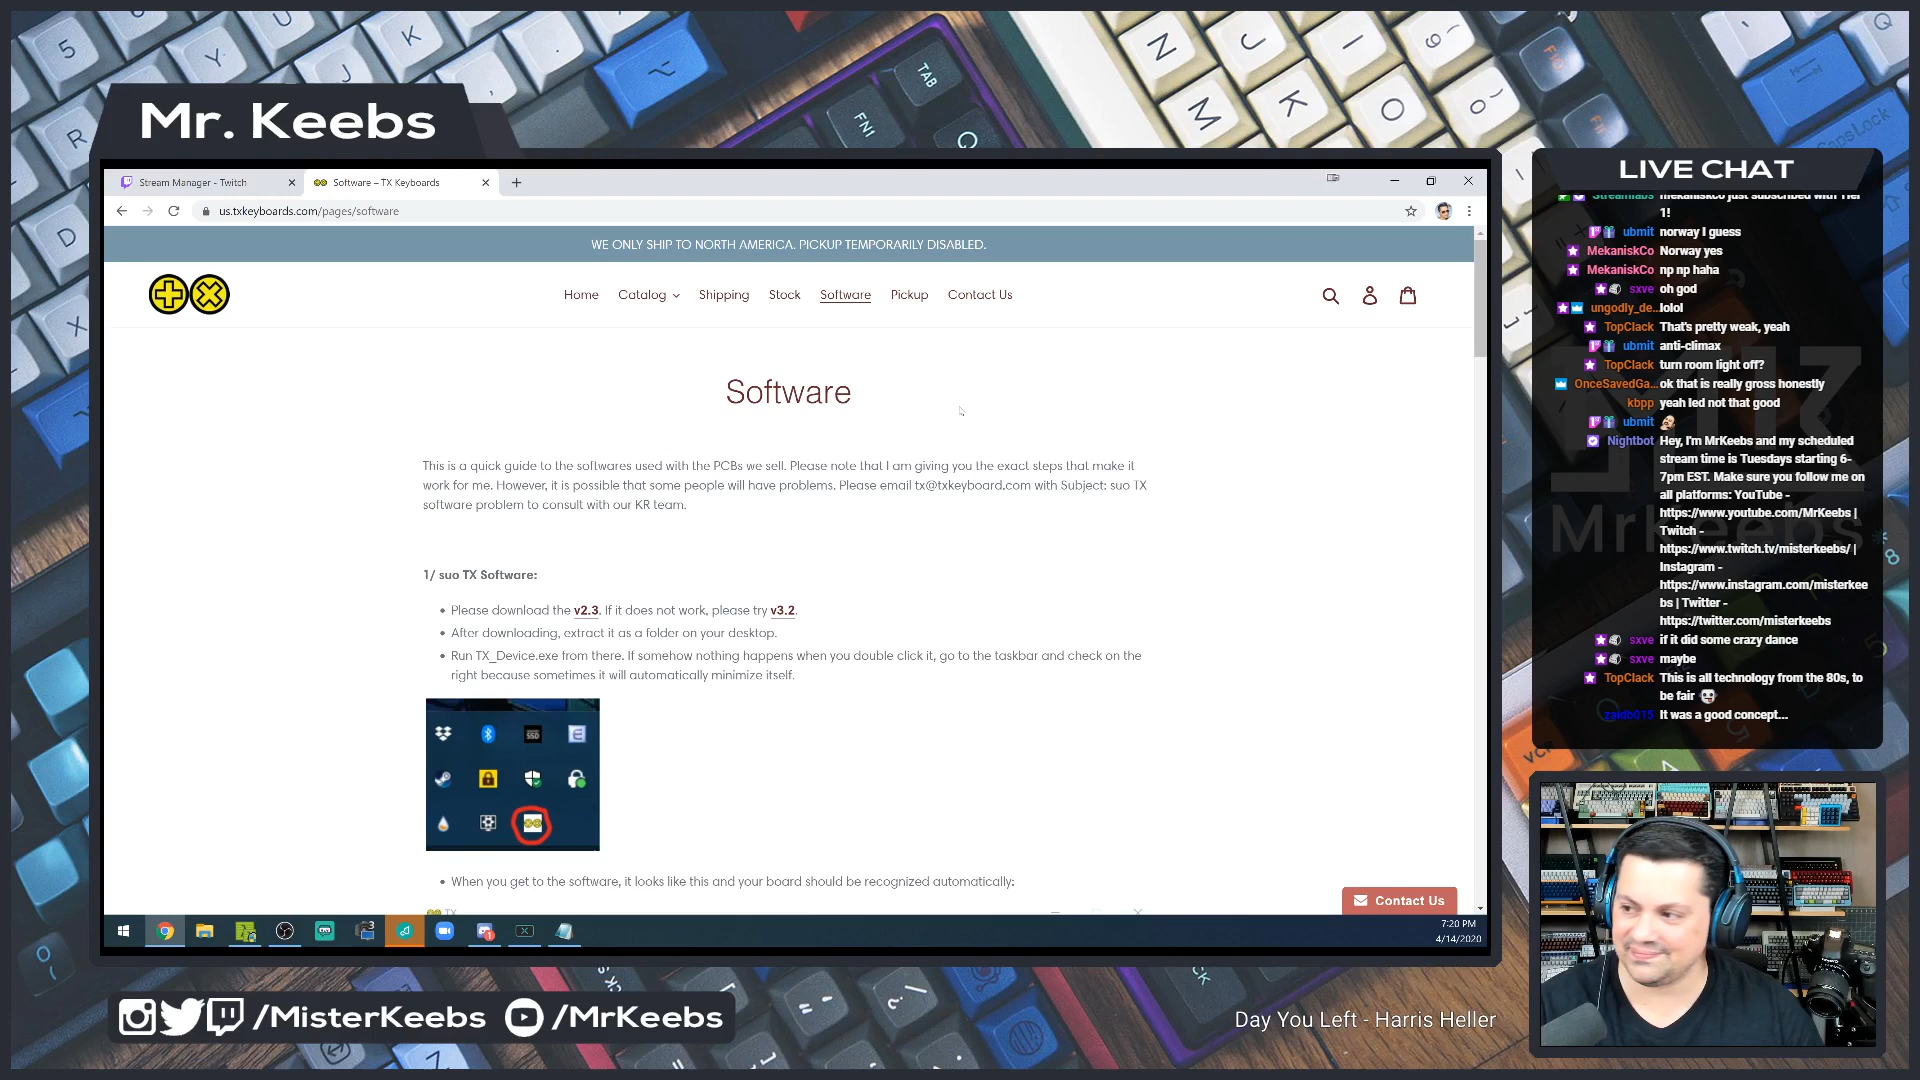 Mr. Keebs
Stream Manager - Twitch
Software – TX Keyboards
us.txkeyboards.com/pages/software
WE ONLY SHIP TO NORTH AMERICA. PICKUP TEMPORARILY DISABLED.
Home
Catalog
Shipping
Stock
Software
Pickup
Contact Us
Software
This is a quick guide to the softwares used with the PCBs we sell. Please note that I am giving you the exact steps that make it
work for me. However, it is possible that some people will have problems. Please email tx@txkeyboard.com with Subject: suo TX
software problem to consult with our KR team.
1/ suo TX Software:
Please download the v2.3. If it does not work, please try v3.2.
After downloading, extract it as a folder on your desktop.
Run TX_Device.exe from there. If somehow nothing happens when you double click it, go to the taskbar and check on the
right because sometimes it will automatically minimize itself.
SSD
When you get to the software, it looks like this and your board should be recognized automatically:
TX
Contact Us
7:20 PM
4/14/2020
LIVE CHAT
Streamlabs mekaniskco just subscribed with Tier
1!
ubmit norway I guess
MekaniskCo Norway yes
MekaniskCo np np haha
sxve oh god
ungodly_de... lolol
TopClack That's pretty weak, yeah
ubmit anti-climax
TopClack turn room light off?
OnceSavedGa... ok that is really gross honestly
kbpp yeah led not that good
ubmit
Nightbot Hey, I'm MrKeebs and my scheduled
stream time is Tuesdays starting 6-
7pm EST. Make sure you follow me on
all platforms: YouTube -
https://www.youtube.com/MrKeebs |
Twitch -
https://www.twitch.tv/misterkeebs/ |
Instagram -
https://www.instagram.com/misterkee
bs | Twitter -
https://twitter.com/misterkeebs
sxve if it did some crazy dance
sxve maybe
TopClack This is all technology from the 80s, to
be fair
zaidb015 It was a good concept...
MrKeebs
/MisterKeebs
/MrKeebs
Day You Left - Harris Heller
TAB
FN1
CapsLock